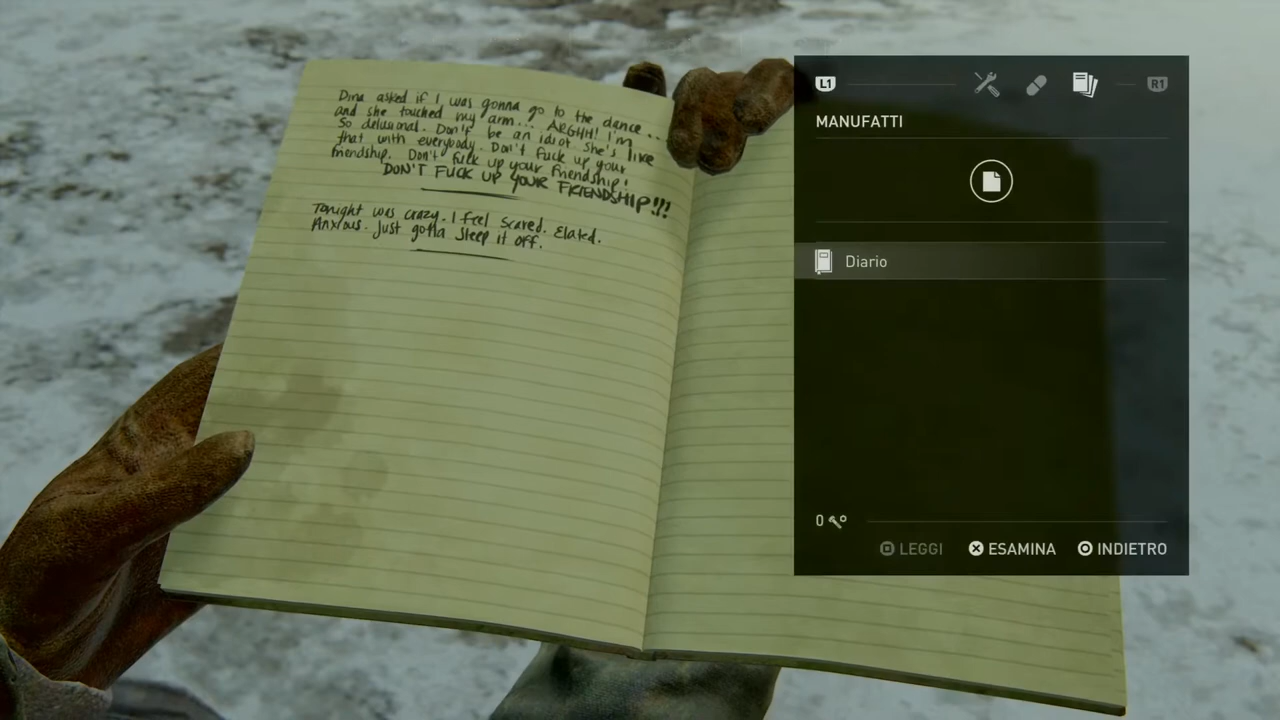 Dina asked if I was gonna go to the dance...
and she touched my arm... ARGHH! I'm
so delusional. Don't be an idiot. She's like
that with everybody. Don't fuck up your
friendship. Don't fuck up your friendship!
DON'T FUCK UP YOUR FRIENDSHIP!!!
Tonight was crazy. I feel scared. Elated.
Anxious. Just gotta sleep it off.
L1
R1
MANUFATTI
Diario
0
LEGGI
ESAMINA
INDIETRO